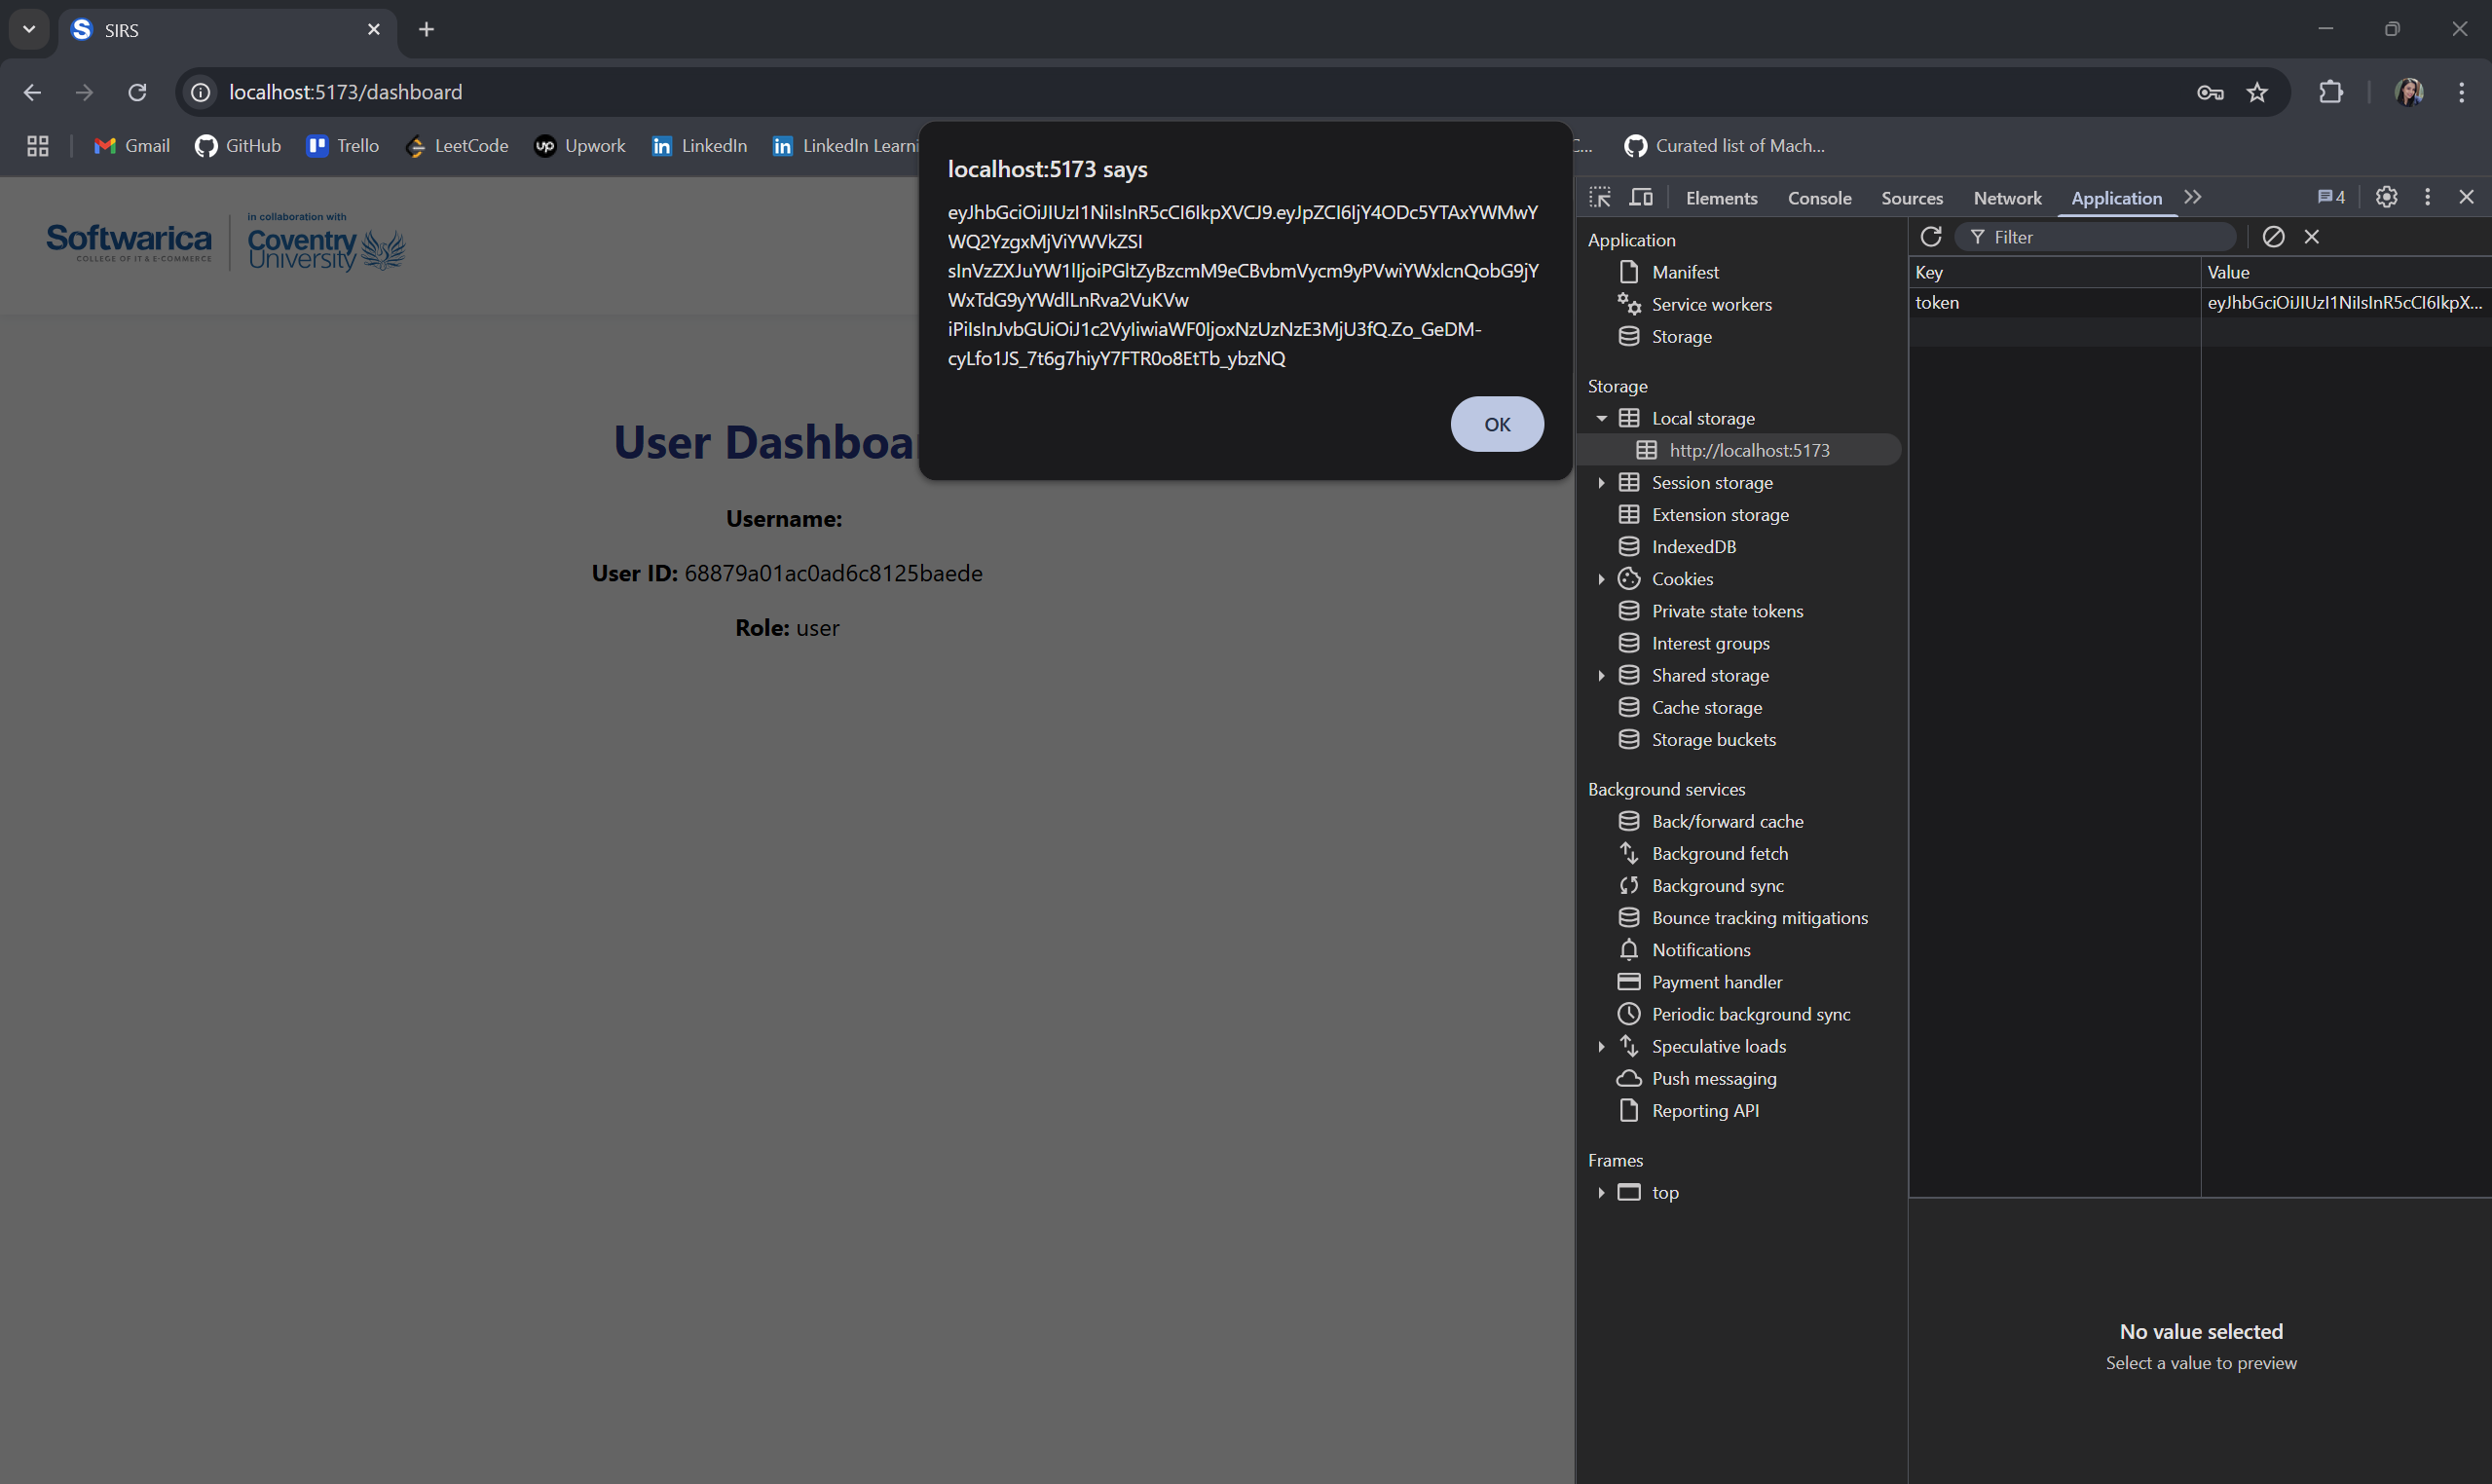 SIRS
localhost:5173/dashboard
Gmail
GitHub
Trello
LeetCode
Upwork
LinkedIn
LinkedIn Learni
C...
Curated list of Mach...
Softwarica
COLLEGE OF IT & E-COMMERCE
in collaboration with
Coventry
University
User Dashboa
Username:
User ID: 68879a01ac0ad6c8125baede
Role: user
localhost:5173 says
eyJhbGciOiJIUzI1NiIsInR5cCI6IkpXVCJ9.eyJpZCI6IjY4ODc5YTAxYWMwY
WQ2YzgxMjViYWVkZSI
sInVzZXJuYW1lIjoiPGltZyBzcmM9eCBvbmVycm9yPVwiYWxlcnQobG9jY
WxTdG9yYWdlLnRva2VuKVw
iPiIsInJvbGUiOiJ1c2VyIiwiaWF0IjoxNzUzNzE3MjU3fQ.Zo_GeDM-
cyLfo1JS_7t6g7hiyY7FTR0o8EtTb_ybzNQ
OK
Elements
Console
Sources
Network
Application
4
Application
Manifest
Service workers
Storage
Storage
Local storage
http://localhost:5173
Session storage
Extension storage
IndexedDB
Cookies
Private state tokens
Interest groups
Shared storage
Cache storage
Storage buckets
Background services
Back/forward cache
Background fetch
Background sync
Bounce tracking mitigations
Notifications
Payment handler
Periodic background sync
Speculative loads
Push messaging
Reporting API
Frames
top
Filter
Key
Value
token
eyJhbGciOiJIUzI1NiIsInR5cCI6IkpX...
No value selected
Select a value to preview